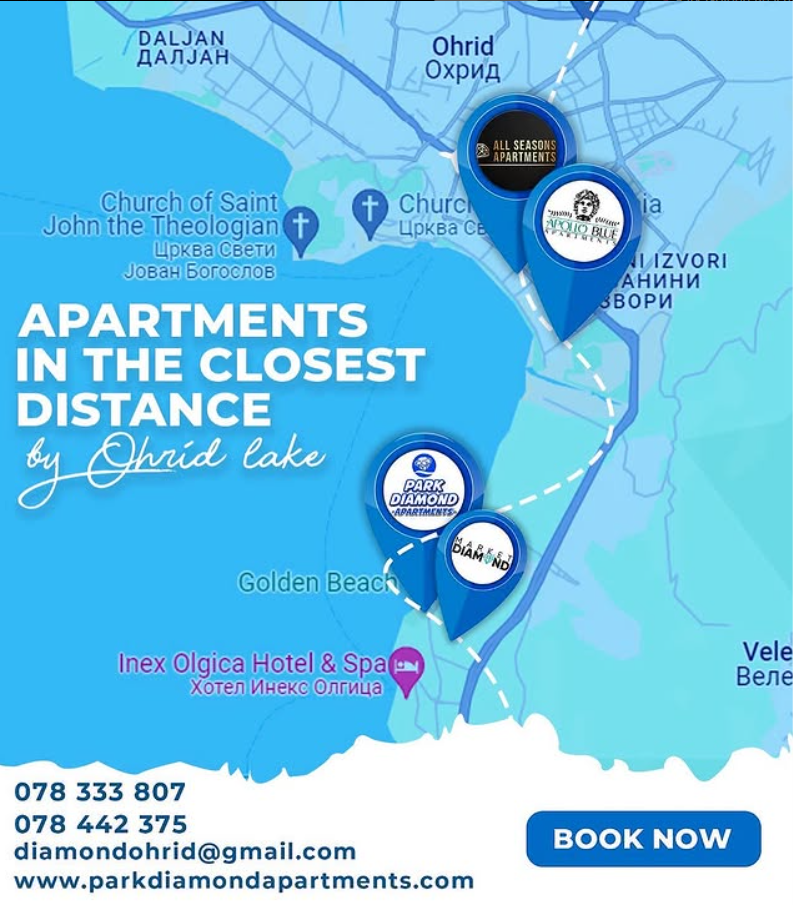 DALJAN
ДАЛЈАН
Ohrid
Охрид
ALL SEASONS
APARTMENTS
APOLLO BLUE
APARTMENTS
Church of Saint
John the Theologian
Црква Свети
Јован Богослов
Churc
Црква Св
ia
NI IZVORI
АНИНИ
ЗВОРИ
APARTMENTS
IN THE CLOSEST
DISTANCE
by Ohrid lake
PARK
DIAMOND
APARTMENTS
MARKET
DIAMOND
Golden Beach
Inex Olgica Hotel & Spa
Хотел Инекс Олгица
Vele
Веле
078 333 807
078 442 375
diamondohrid@gmail.com
www.parkdiamondapartments.com
BOOK NOW